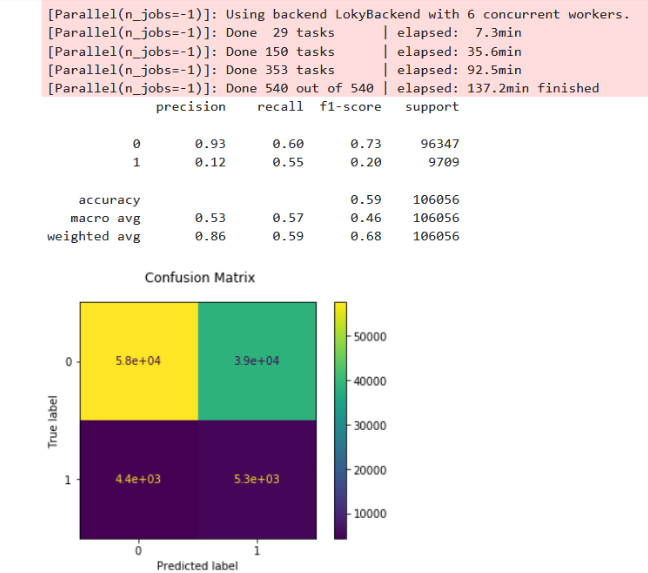 [Parallel(n_jobs=-1)]: Using backend LokyBackend with 6 concurrent workers.
[Parallel(n_jobs=-1)]: Done  29 tasks      | elapsed:  7.3min
[Parallel(n_jobs=-1)]: Done 150 tasks      | elapsed: 35.6min
[Parallel(n_jobs=-1)]: Done 353 tasks      | elapsed: 92.5min
[Parallel(n_jobs=-1)]: Done 540 out of 540 | elapsed: 137.2min finished
precision    recall  f1-score   support
0       0.93      0.60      0.73     96347
1       0.12      0.55      0.20      9709
accuracy                           0.59    106056
macro avg       0.53      0.57      0.46    106056
weighted avg       0.86      0.59      0.68    106056
Confusion Matrix
0
5.8e+04
3.9e+04
1
4.4e+03
5.3e+03
0
1
True label
Predicted label
50000
40000
30000
20000
10000